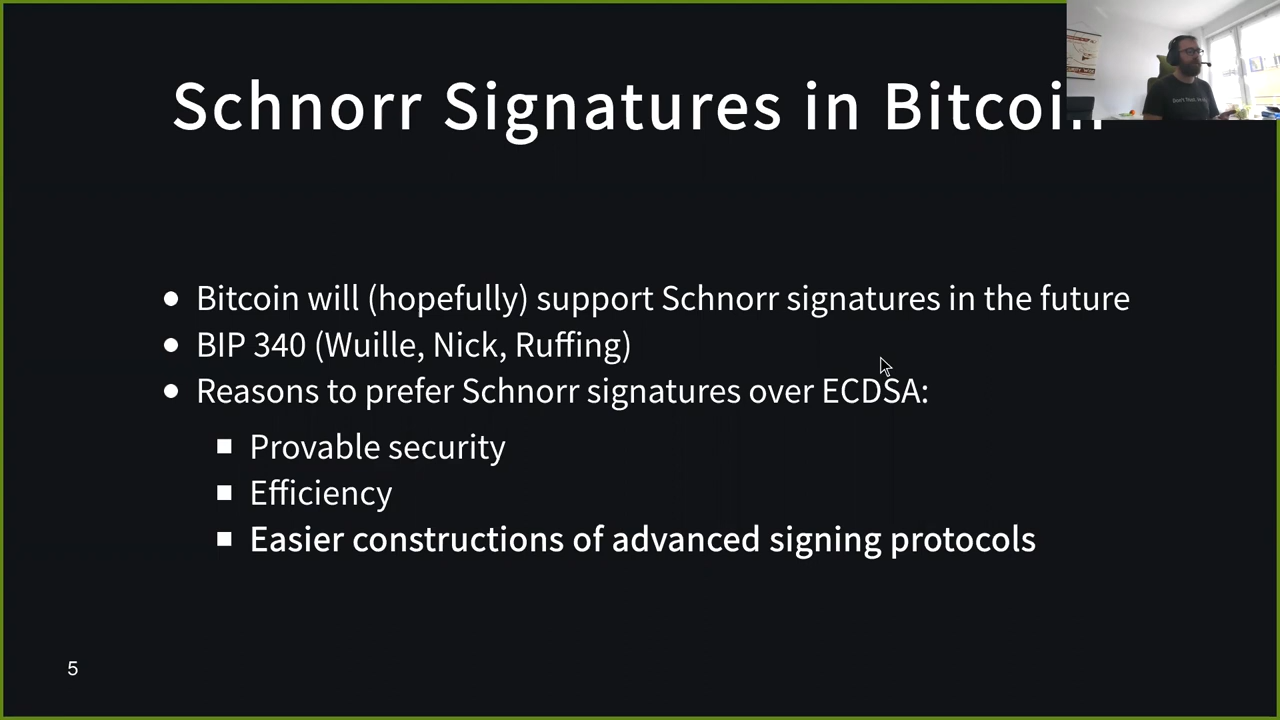 Schnorr Signatures in Bitcoin
Bitcoin will (hopefully) support Schnorr signatures in the future
BIP 340 (Wuille, Nick, Ruffing)
Reasons to prefer Schnorr signatures over ECDSA:
Provable security
Efficiency
Easier constructions of advanced signing protocols
5